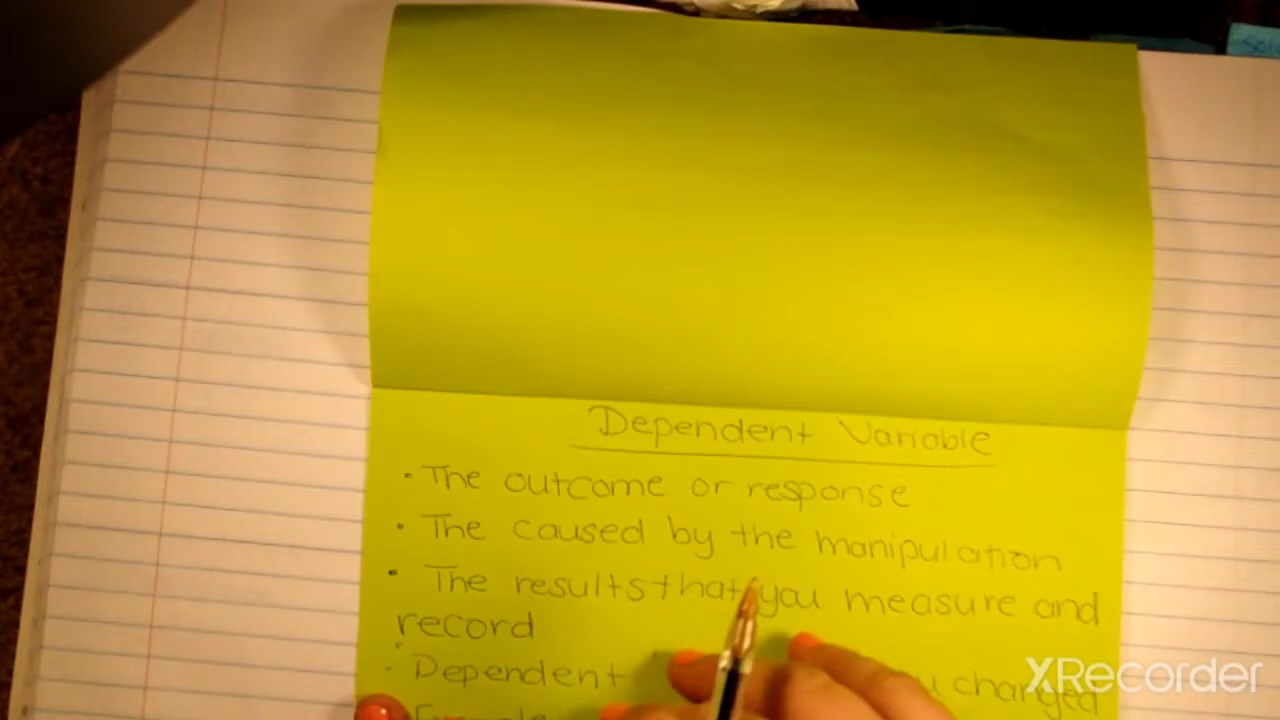 Dependent Variable
• The outcome or response
• The caused by the manipulation
• The results that you measure and
record
• Dependent changed
XRecorder